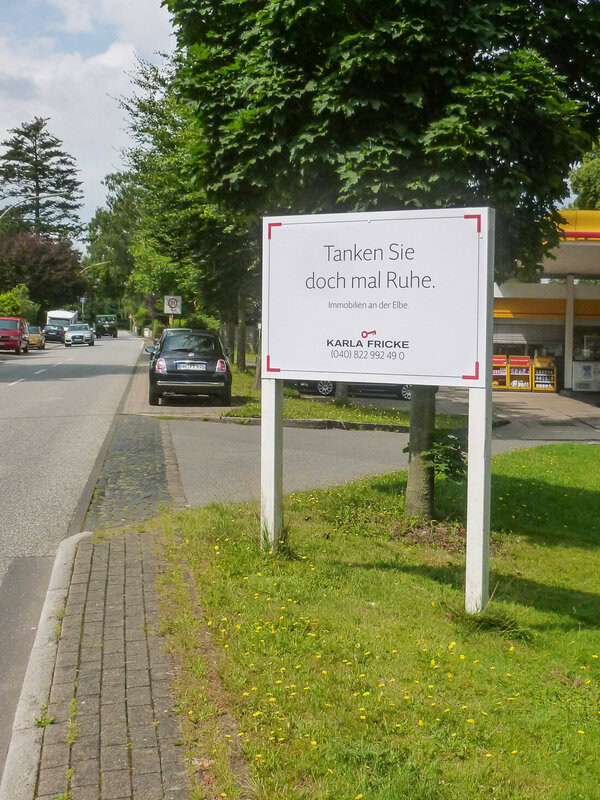 Tanken Sie
doch mal Ruhe.
Immobilien an der Elbe.
KARLA FRICKE
(040) 822 992 49 0